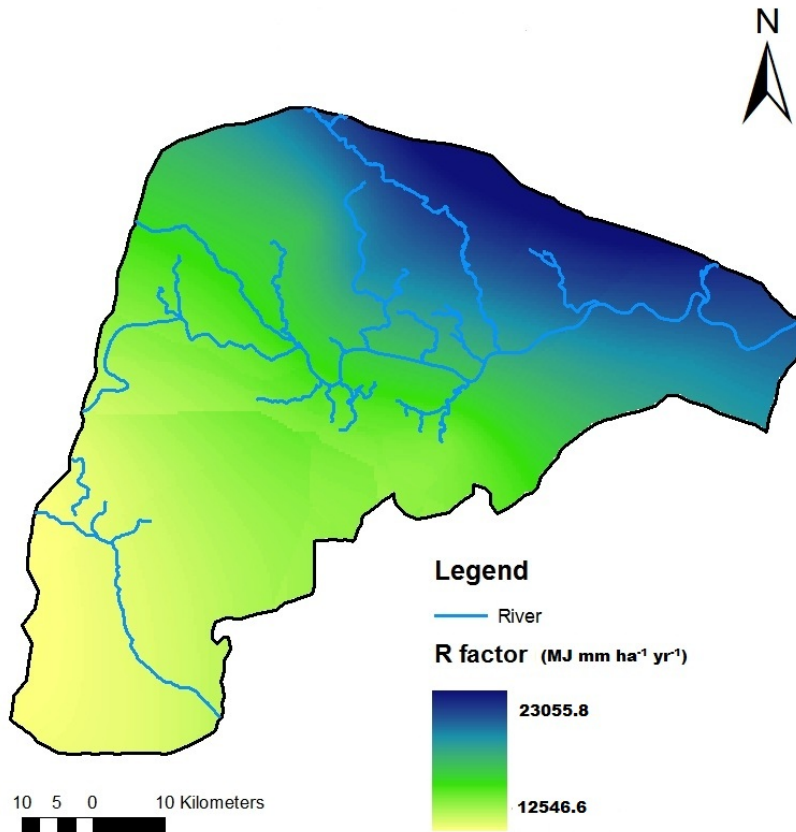 N
Legend
River
R factor (MJ mm ha⁻¹ yr⁻¹)
23055.8
12546.6
10 5 0 10 Kilometers